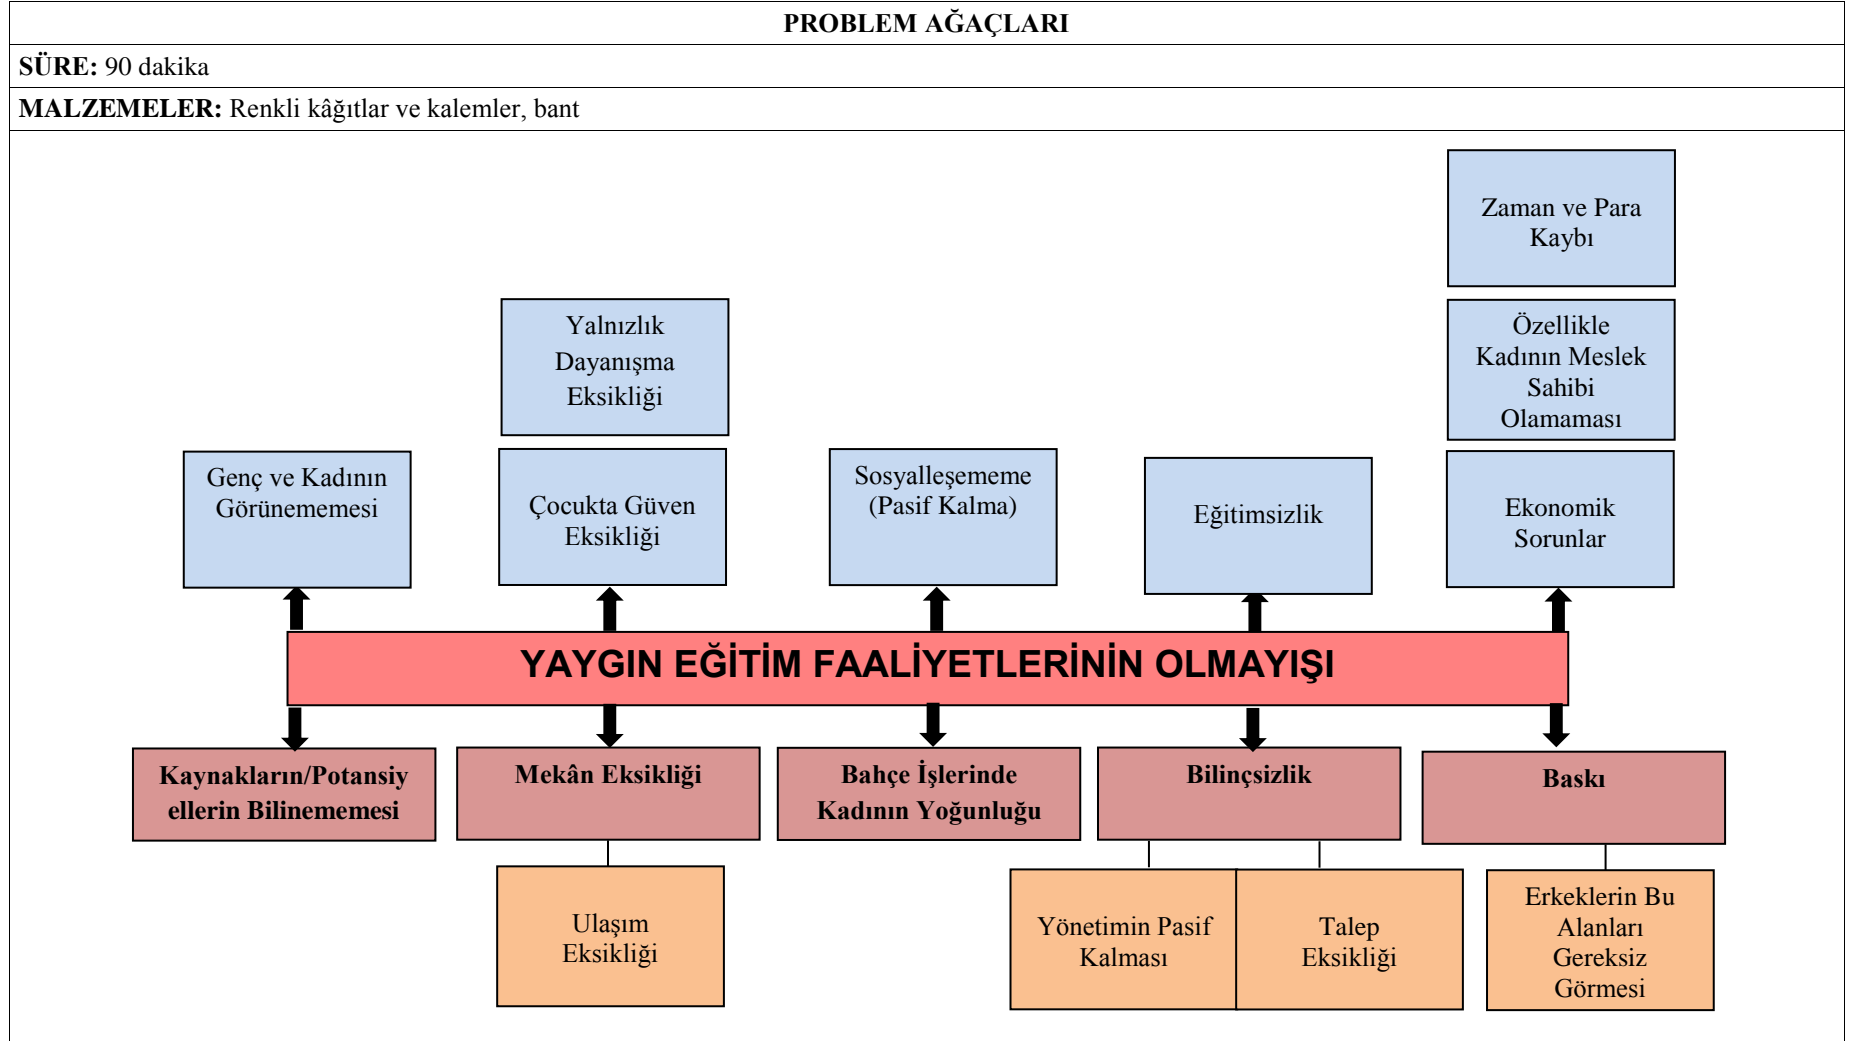 PROBLEM AĞAÇLARI
SÜRE: 90 dakika
MALZEMELER: Renkli kâğıtlar ve kalemler, bant
Zaman ve Para
Kaybı
Yalnızlık
Dayanışma
Eksikliği
Özellikle
Kadının Meslek
Sahibi
Olamaması
Genç ve Kadının
Görünememesi
Çocukta Güven
Eksikliği
Sosyalleşememe
(Pasif Kalma)
Eğitimsizlik
Ekonomik
Sorunlar
YAYGIN EĞİTİM FAALİYETLERİNİN OLMAYIŞI
Kaynakların/Potansiy
ellerin Bilinememesi
Mekân Eksikliği
Bahçe İşlerinde
Kadının Yoğunluğu
Bilinçsizlik
Baskı
Ulaşım
Eksikliği
Yönetimin Pasif
Kalması
Talep
Eksikliği
Erkeklerin Bu
Alanları
Gereksiz
Görmesi